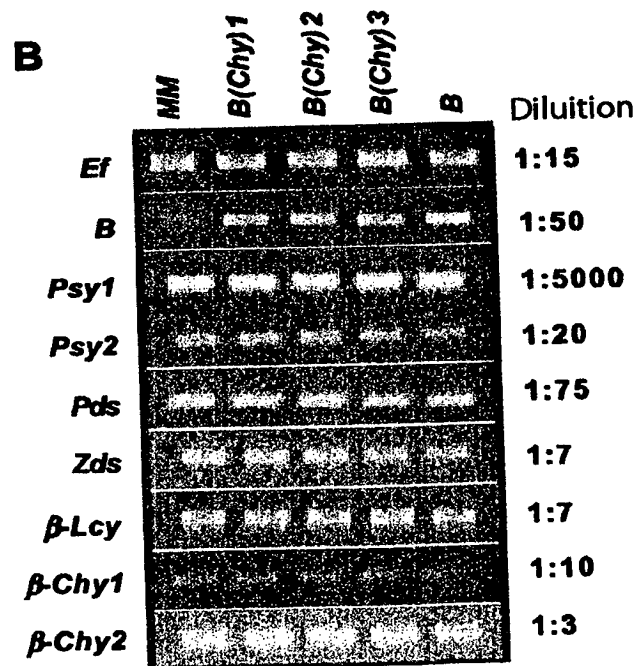 B
MM B(Chy)1 B(Chy)2 B(Chy)3 B Diluition
Ef 1:15
B 1:50
Psy1 1:5000
Psy2 1:20
Pds 1:75
Zds 1:7
β-Lcy 1:7
β-Chy1 1:10
β-Chy2 1:3